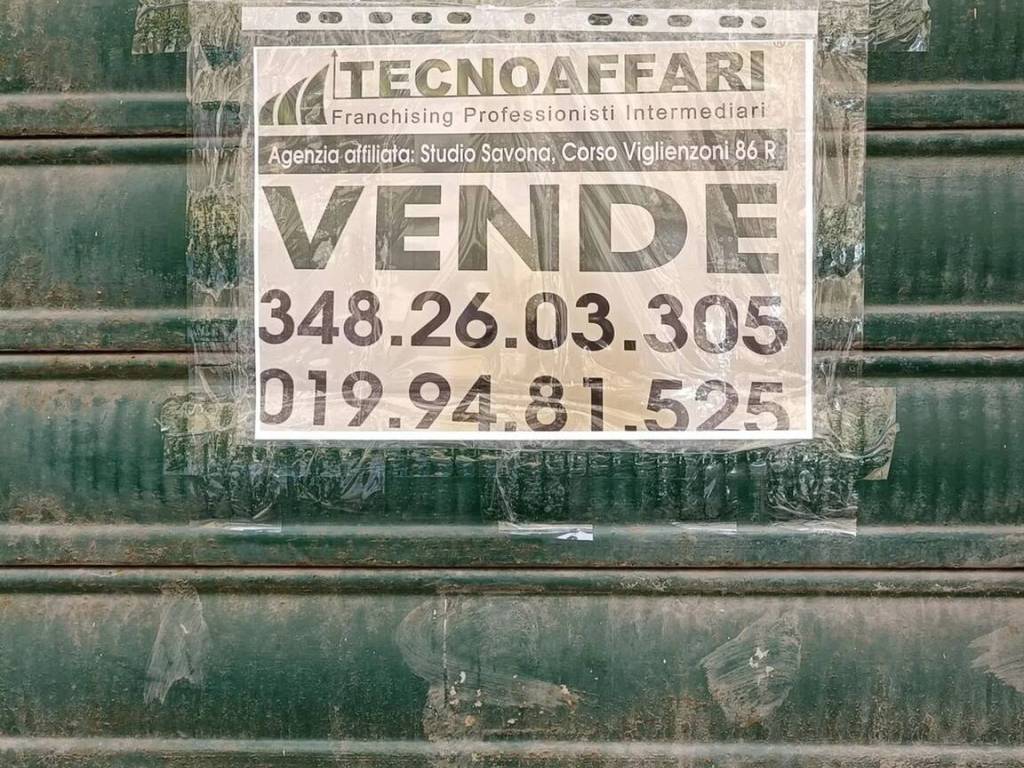 TECNOAFFARI
Franchising Professionisti Intermediari
Agenzia affiliata: Studio Savona, Corso Viglienzoni 86 R
VENDE
348.26.03.305
019.94.81.525